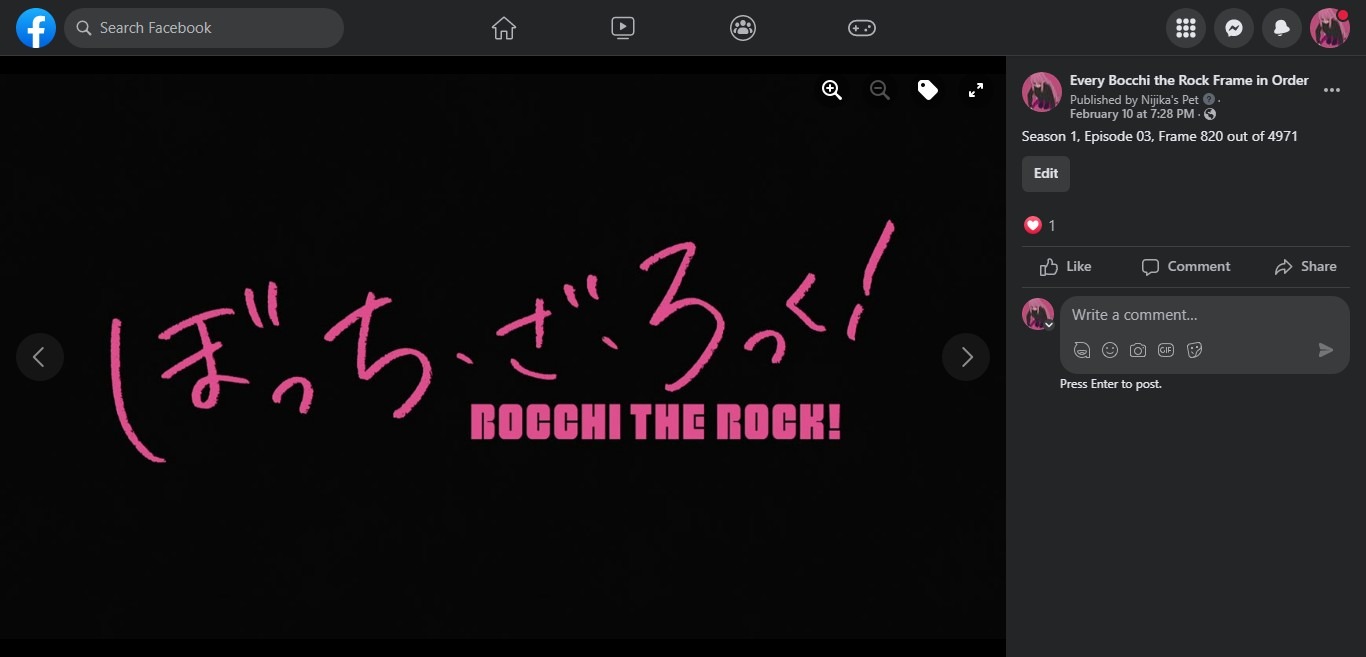 Search Facebook
ぼっち・ざ・ろっく!
BOCCHI THE ROCK!
Every Bocchi the Rock Frame in Order
Published by Nijika's Pet ·
February 10 at 7:28 PM ·
Season 1, Episode 03, Frame 820 out of 4971
Edit
1
Like Comment Share
Write a comment...
GIF
Press Enter to post.